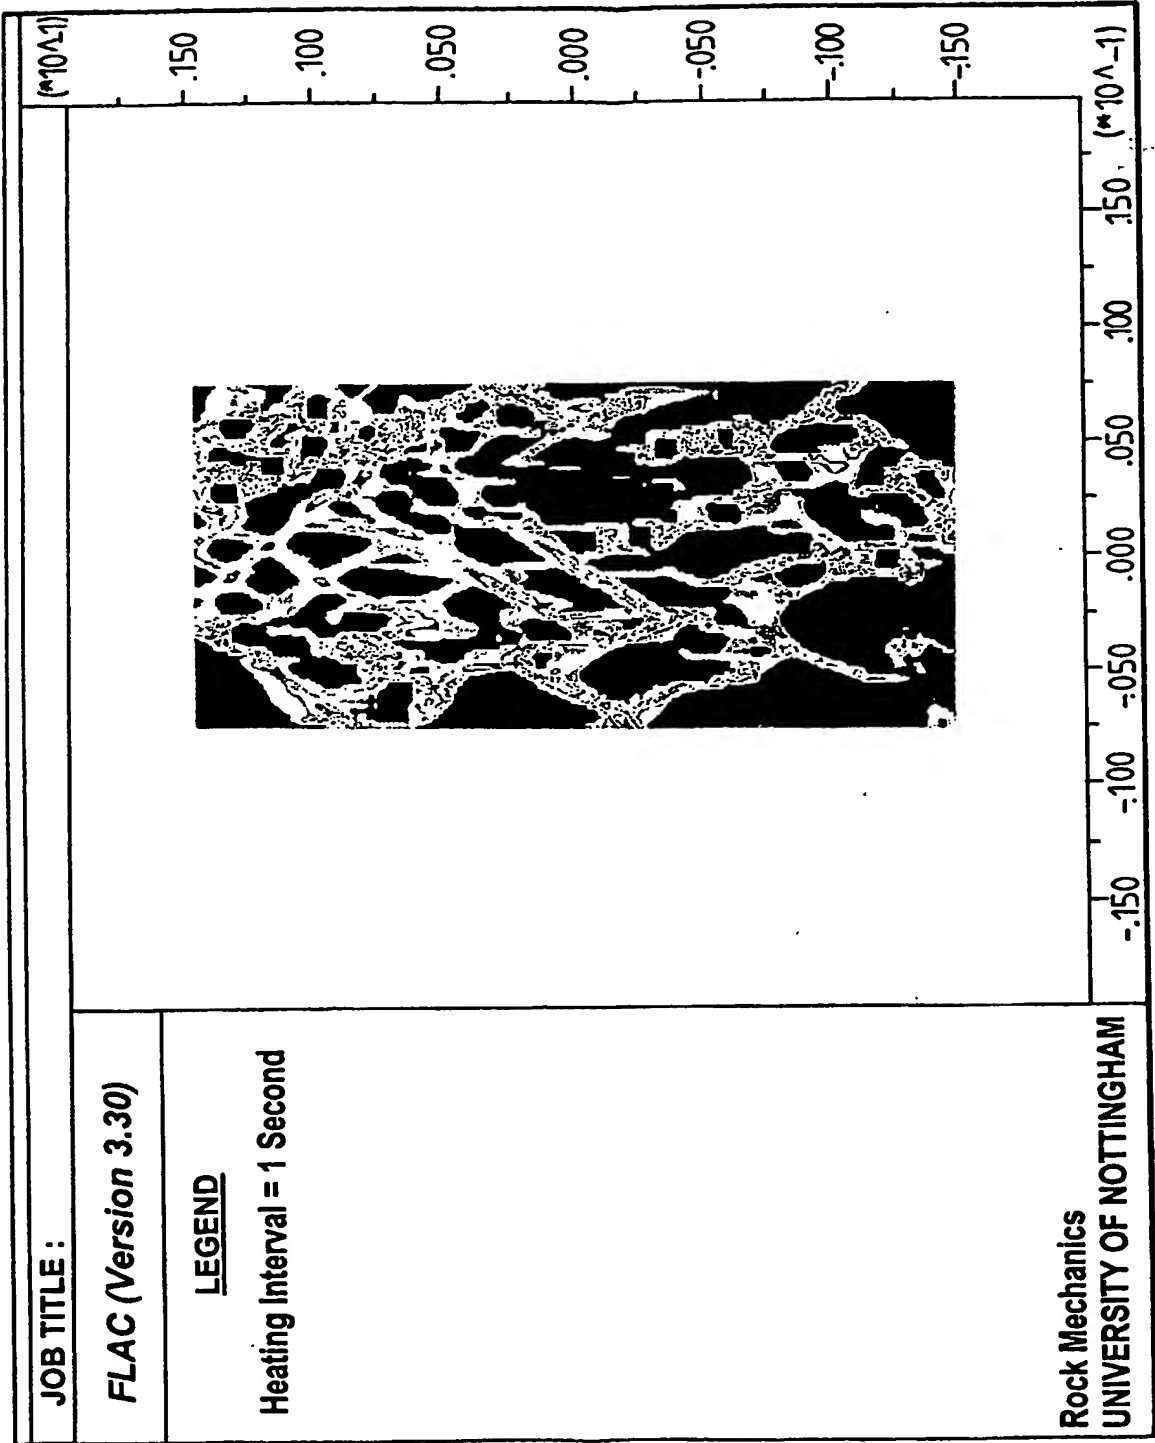 JOB TITLE :
(*10^1)
FLAC (Version 3.30)
LEGEND
Heating Interval = 1 Second
Rock Mechanics
UNIVERSITY OF NOTTINGHAM
.150
.100
.050
.000
-.050
-.100
-.150
-.150
-.100
-.050
.000
.050
.100
.150
(*10^-1)